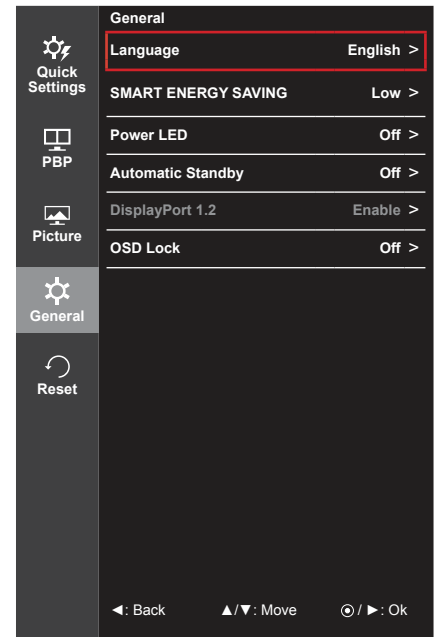 General
Quick
Settings
PBP
Picture
General
Reset
Language English >
SMART ENERGY SAVING Low >
Power LED Off >
Automatic Standby Off >
DisplayPort 1.2 Enable >
OSD Lock Off >
◄: Back ▲/▼: Move ⦿ / ►: Ok